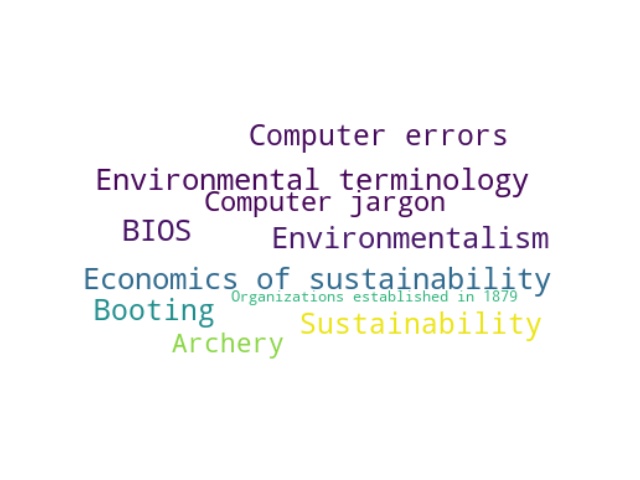 Computer errors
Environmental terminology
Computer jargon
BIOS
Environmentalism
Economics of sustainability
Organizations established in 1879
Booting
Sustainability
Archery